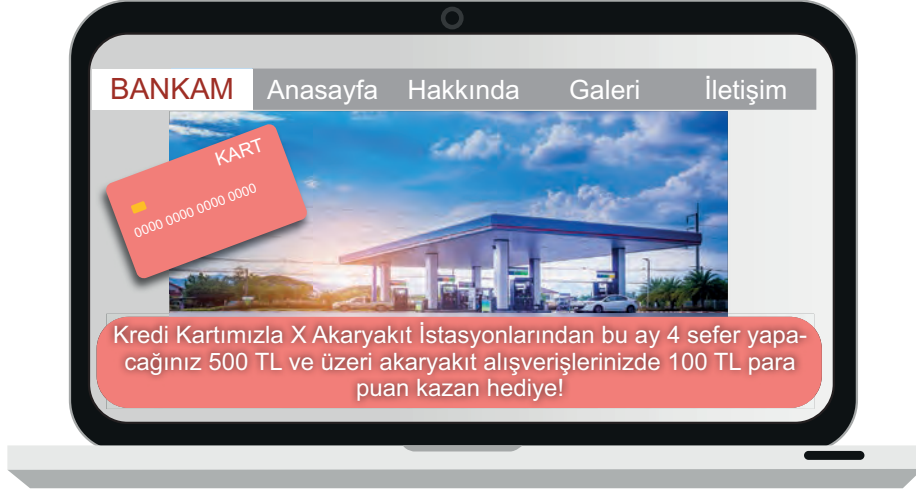 BANKAM Anasayfa Hakkında Galeri İletişim
KART
0000 0000 0000 0000
Kredi Kartımızla X Akaryakıt İstasyonlarından bu ay 4 sefer yapa-
cağınız 500 TL ve üzeri akaryakıt alışverişlerinizde 100 TL para
puan kazan hediye!